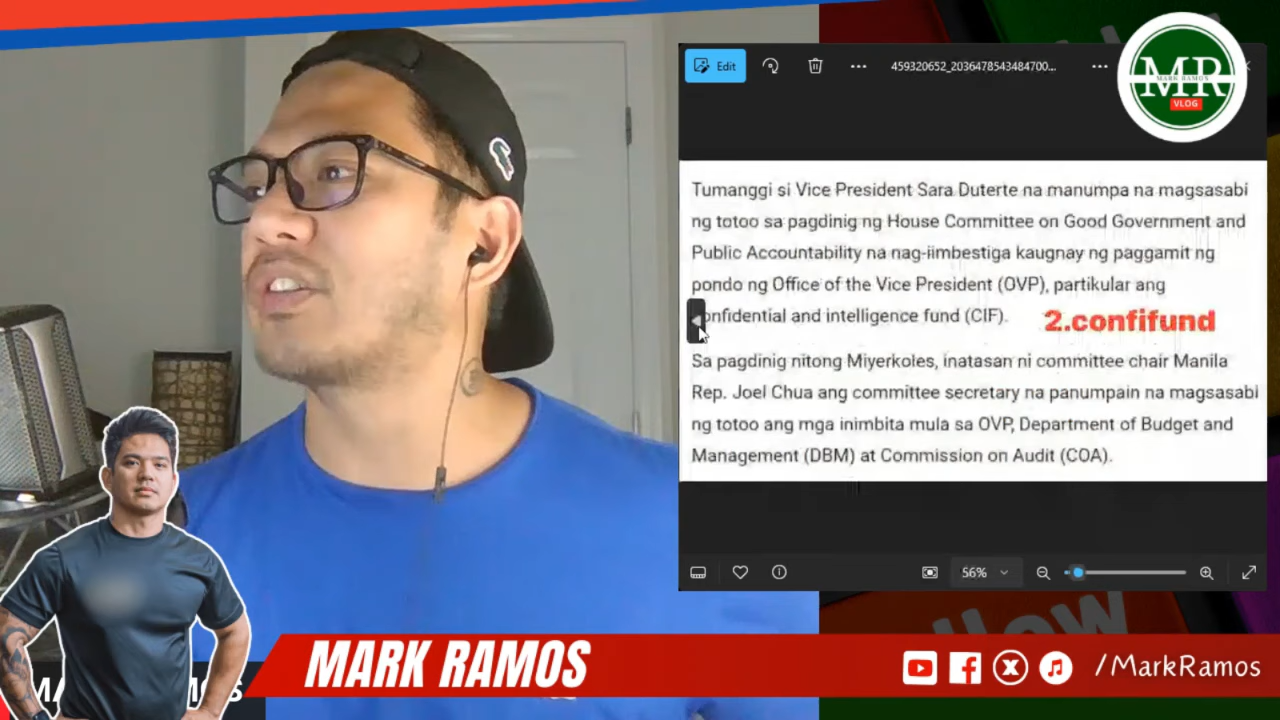 Edit
459320652_2036478543484700...
MR
MARK RAMOS
VLOG
Tumanggi si Vice President Sara Duterte na manumpa na magsasabi
ng totoo sa pagdinig ng House Committee on Good Government and
Public Accountability na nag-iimbestiga kaugnay ng paggamit ng
pondo ng Office of the Vice President (OVP), partikular ang
onfidential and intelligence fund (CIF).
2.confifund
Sa pagdinig nitong Miyerkoles, inatasan ni committee chair Manila
Rep. Joel Chua ang committee secretary na panumpain na magsasabi
ng totoo ang mga inimbita mula sa OVP, Department of Budget and
Management (DBM) at Commission on Audit (COA).
56%
MARK RAMOS
/MarkRamos